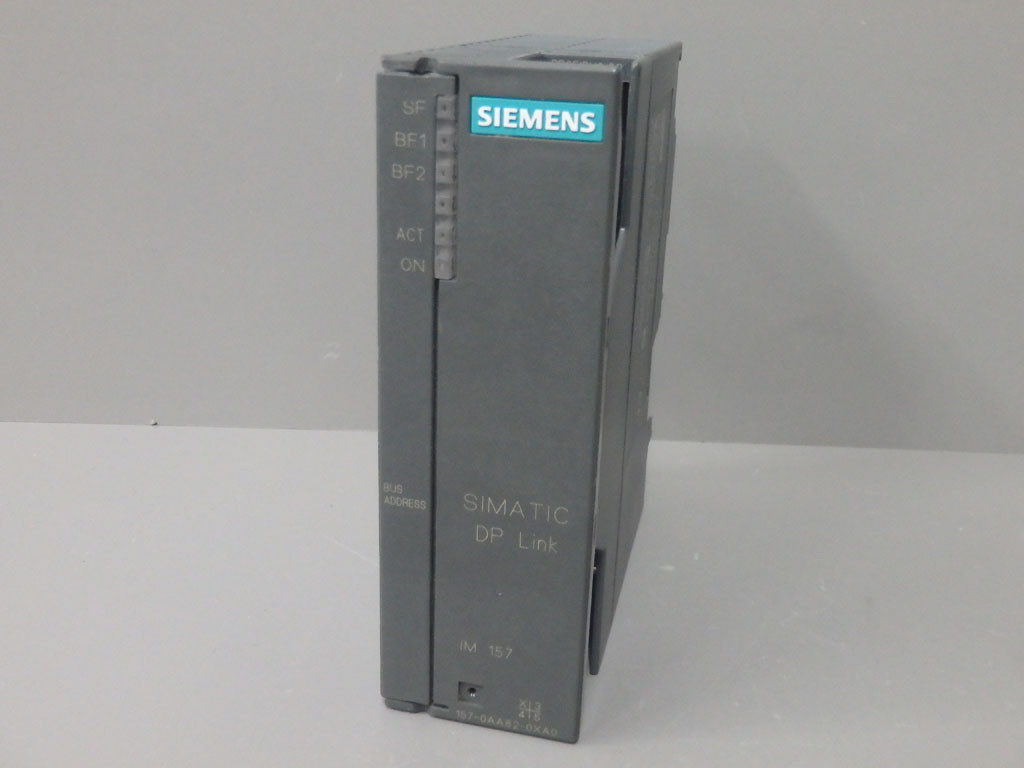 SF
SIEMENS
BF1
BF2
ACT
ON
BUS
ADDRESS
SIMATIC
DP Link
IM 157
157-0AA82-0XA0